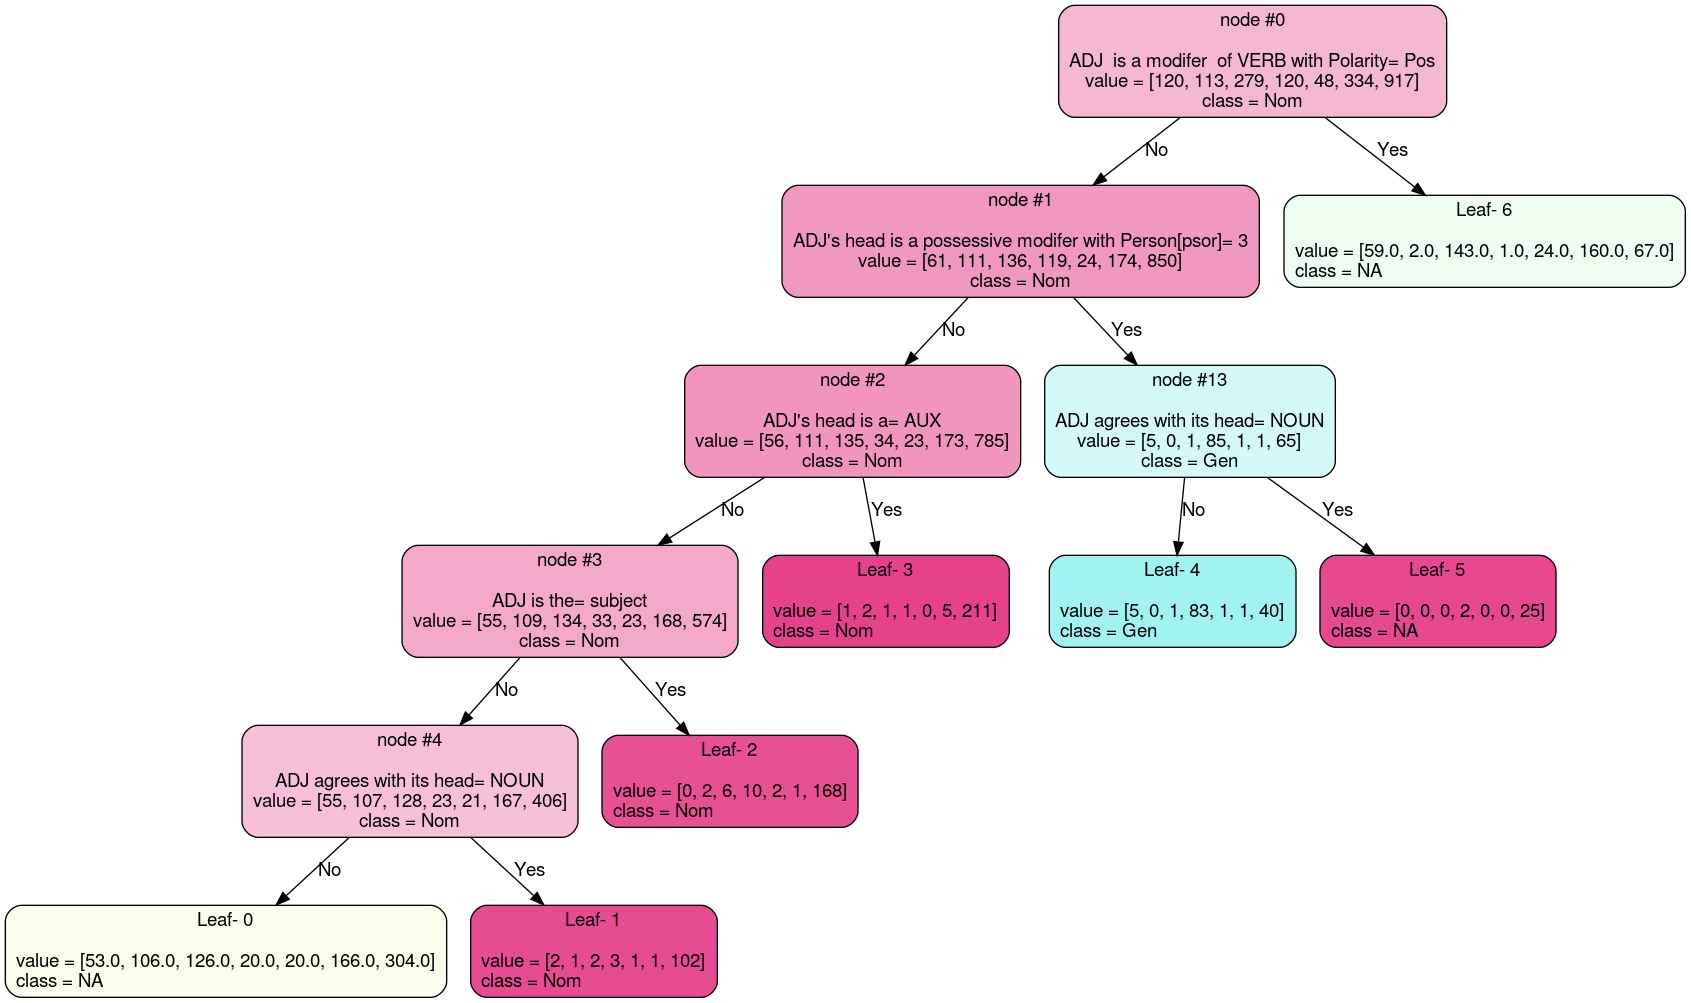 node #0
ADJ  is a modifer  of VERB with Polarity= Pos
value = [120, 113, 279, 120, 48, 334, 917]
class = Nom
No
Yes
node #1
ADJ's head is a possessive modifer with Person[psor]= 3
value = [61, 111, 136, 119, 24, 174, 850]
class = Nom
Leaf- 6
value = [59.0, 2.0, 143.0, 1.0, 24.0, 160.0, 67.0]
class = NA
No
Yes
node #2
ADJ's head is a= AUX
value = [56, 111, 135, 34, 23, 173, 785]
class = Nom
node #13
ADJ agrees with its head= NOUN
value = [5, 0, 1, 85, 1, 1, 65]
class = Gen
No
Yes
No
Yes
node #3
ADJ is the= subject
value = [55, 109, 134, 33, 23, 168, 574]
class = Nom
Leaf- 3
value = [1, 2, 1, 1, 0, 5, 211]
class = Nom
Leaf- 4
value = [5, 0, 1, 83, 1, 1, 40]
class = Gen
Leaf- 5
value = [0, 0, 0, 2, 0, 0, 25]
class = NA
No
Yes
node #4
ADJ agrees with its head= NOUN
value = [55, 107, 128, 23, 21, 167, 406]
class = Nom
Leaf- 2
value = [0, 2, 6, 10, 2, 1, 168]
class = Nom
No
Yes
Leaf- 0
value = [53.0, 106.0, 126.0, 20.0, 20.0, 166.0, 304.0]
class = NA
Leaf- 1
value = [2, 1, 2, 3, 1, 1, 102]
class = Nom